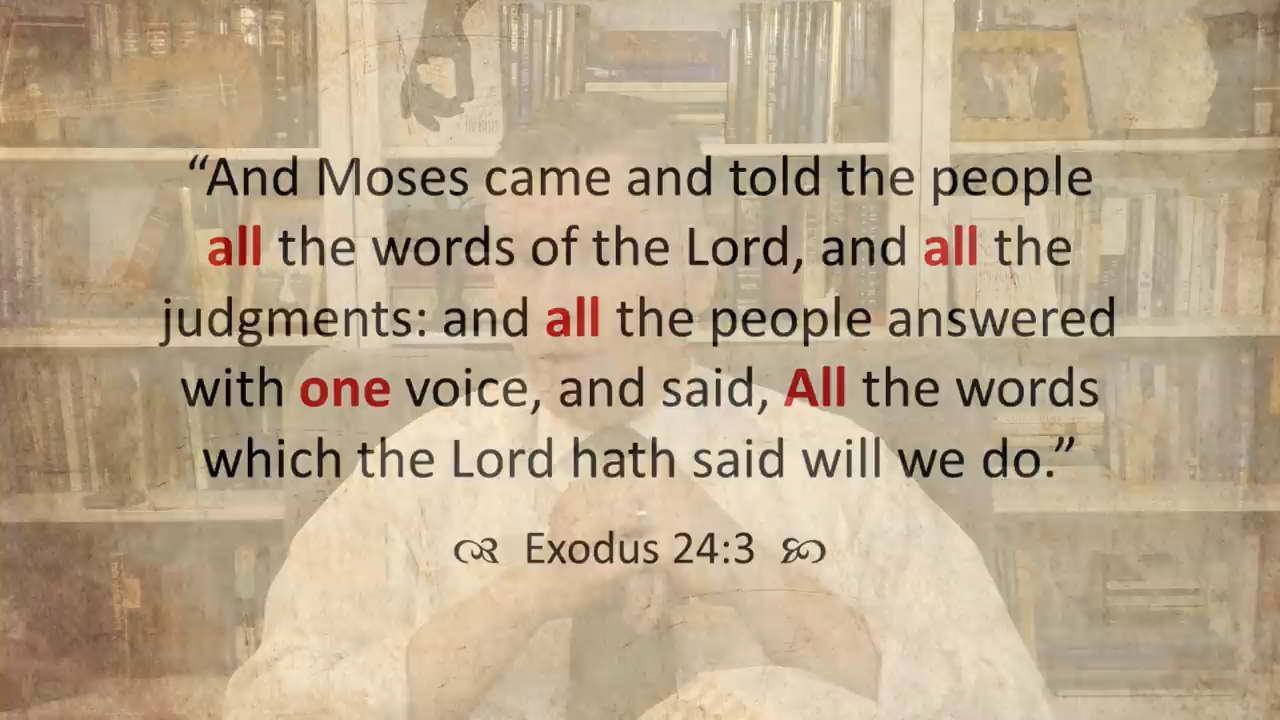 “And Moses came and told the people
all the words of the Lord, and all the
judgments: and all the people answered
with one voice, and said, All the words
which the Lord hath said will we do.”
Exodus 24:3